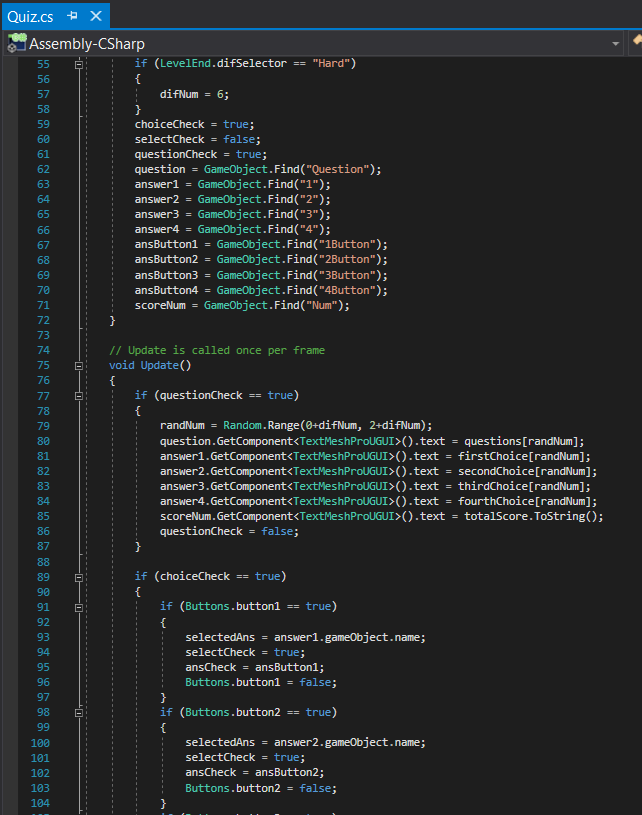 Quiz.cs
Assembly-CSharp
55 if (LevelEnd.difSelector == "Hard")
56 {
57 difNum = 6;
58 }
59 choiceCheck = true;
60 selectCheck = false;
61 questionCheck = true;
62 question = GameObject.Find("Question");
63 answer1 = GameObject.Find("1");
64 answer2 = GameObject.Find("2");
65 answer3 = GameObject.Find("3");
66 answer4 = GameObject.Find("4");
67 ansButton1 = GameObject.Find("1Button");
68 ansButton2 = GameObject.Find("2Button");
69 ansButton3 = GameObject.Find("3Button");
70 ansButton4 = GameObject.Find("4Button");
71 scoreNum = GameObject.Find("Num");
72 }
73
74 // Update is called once per frame
75 void Update()
76 {
77 if (questionCheck == true)
78 {
79 randNum = Random.Range(0+difNum, 2+difNum);
80 question.GetComponent<TextMeshProUGUI>().text = questions[randNum];
81 answer1.GetComponent<TextMeshProUGUI>().text = firstChoice[randNum];
82 answer2.GetComponent<TextMeshProUGUI>().text = secondChoice[randNum];
83 answer3.GetComponent<TextMeshProUGUI>().text = thirdChoice[randNum];
84 answer4.GetComponent<TextMeshProUGUI>().text = fourthChoice[randNum];
85 scoreNum.GetComponent<TextMeshProUGUI>().text = totalScore.ToString();
86 questionCheck = false;
87 }
88
89 if (choiceCheck == true)
90 {
91 if (Buttons.button1 == true)
92 {
93 selectedAns = answer1.gameObject.name;
94 selectCheck = true;
95 ansCheck = ansButton1;
96 Buttons.button1 = false;
97 }
98 if (Buttons.button2 == true)
99 {
100 selectedAns = answer2.gameObject.name;
101 selectCheck = true;
102 ansCheck = ansButton2;
103 Buttons.button2 = false;
104 }